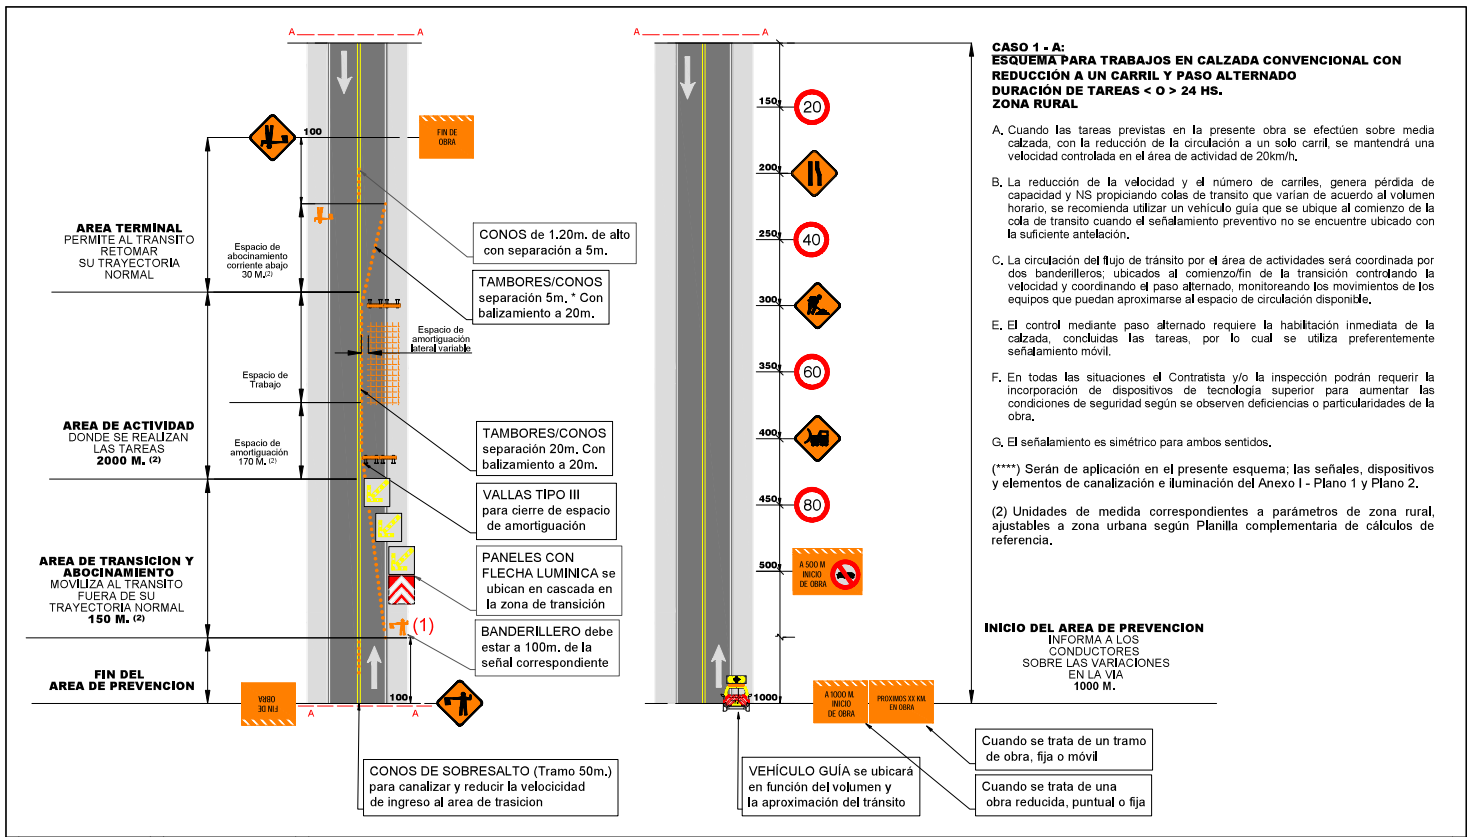 A
A
100
FIN DE
OBRA
AREA TERMINAL
PERMITE AL TRANSITO
RETOMAR
SU TRAYECTORIA
NORMAL
Espacio de
abocinamiento
corriente abajo
30 M.(2)
CONOS de 1.20m. de alto
con separación a 5m.
TAMBORES/CONOS
separación 5m. * Con
balizamiento a 20m.
Espacio de
amortiguación
lateral variable
Espacio de
Trabajo
AREA DE ACTIVIDAD
DONDE SE REALIZAN
LAS TAREAS
2000 M. (2)
Espacio de
amortiguación
170 M. (2)
TAMBORES/CONOS
separación 20m. Con
balizamiento a 20m.
VALLAS TIPO III
para cierre de espacio
de amortiguación
AREA DE TRANSICION Y
ABOCINAMIENTO
MOVILIZA AL TRANSITO
FUERA DE SU
TRAYECTORIA NORMAL
150 M. (2)
PANELES CON
FLECHA LUMINICA se
ubican en cascada en
la zona de transición
(1)
BANDERILLERO debe
estar a 100m. de la
señal correspondiente
FIN DEL
AREA DE PREVENCION
FIN DE
OBRA
100
A
A
CONOS DE SOBRESALTO (Tramo 50m.)
para canalizar y reducir la velocicidad
de ingreso al area de trasicion
A
A
150
20
200
250
40
300
350
60
400
450
80
500
A 500 M
INICIO
DE OBRA
1000
A 1000 M.
INICIO
DE OBRA
PROXIMOS XX KM.
EN OBRA
VEHÍCULO GUÍA se ubicará
en función del volumen y
la aproximación del tránsito
Cuando se trata de un tramo
de obra, fija o móvil
Cuando se trata de una
obra reducida, puntual o fija
INICIO DEL AREA DE PREVENCION
INFORMA A LOS
CONDUCTORES
SOBRE LAS VARIACIONES
EN LA VIA
1000 M.
CASO 1 - A:
ESQUEMA PARA TRABAJOS EN CALZADA CONVENCIONAL CON
REDUCCIÓN A UN CARRIL Y PASO ALTERNADO
DURACIÓN DE TAREAS < O > 24 HS.
ZONA RURAL
A. Cuando las tareas previstas en la presente obra se efectúen sobre media
calzada, con la reducción de la circulación a un solo carril, se mantendrá una
velocidad controlada en el área de actividad de 20km/h.
B. La reducción de la velocidad y el número de carriles, genera pérdida de
capacidad y NS propiciando colas de transito que varían de acuerdo al volumen
horario, se recomienda utilizar un vehículo guía que se ubique al comienzo de la
cola de transito cuando el señalamiento preventivo no se encuentre ubicado con
la suficiente antelación.
C. La circulación del flujo de tránsito por el área de actividades será coordinada por
dos banderilleros; ubicados al comienzo/fin de la transición controlando la
velocidad y coordinando el paso alternado, monitoreando los movimientos de los
equipos que puedan aproximarse al espacio de circulación disponible.
E. El control mediante paso alternado requiere la habilitación inmediata de la
calzada, concluidas las tareas, por lo cual se utiliza preferentemente
señalamiento móvil.
F. En todas las situaciones el Contratista y/o la inspección podrán requerir la
incorporación de dispositivos de tecnología superior para aumentar las
condiciones de seguridad según se observen deficiencias o particularidades de la
obra.
G. El señalamiento es simétrico para ambos sentidos.
(****) Serán de aplicación en el presente esquema; las señales, dispositivos
y elementos de canalización e iluminación del Anexo I - Plano 1 y Plano 2.
(2) Unidades de medida correspondientes a parámetros de zona rural,
ajustables a zona urbana según Planilla complementaria de cálculos de
referencia.